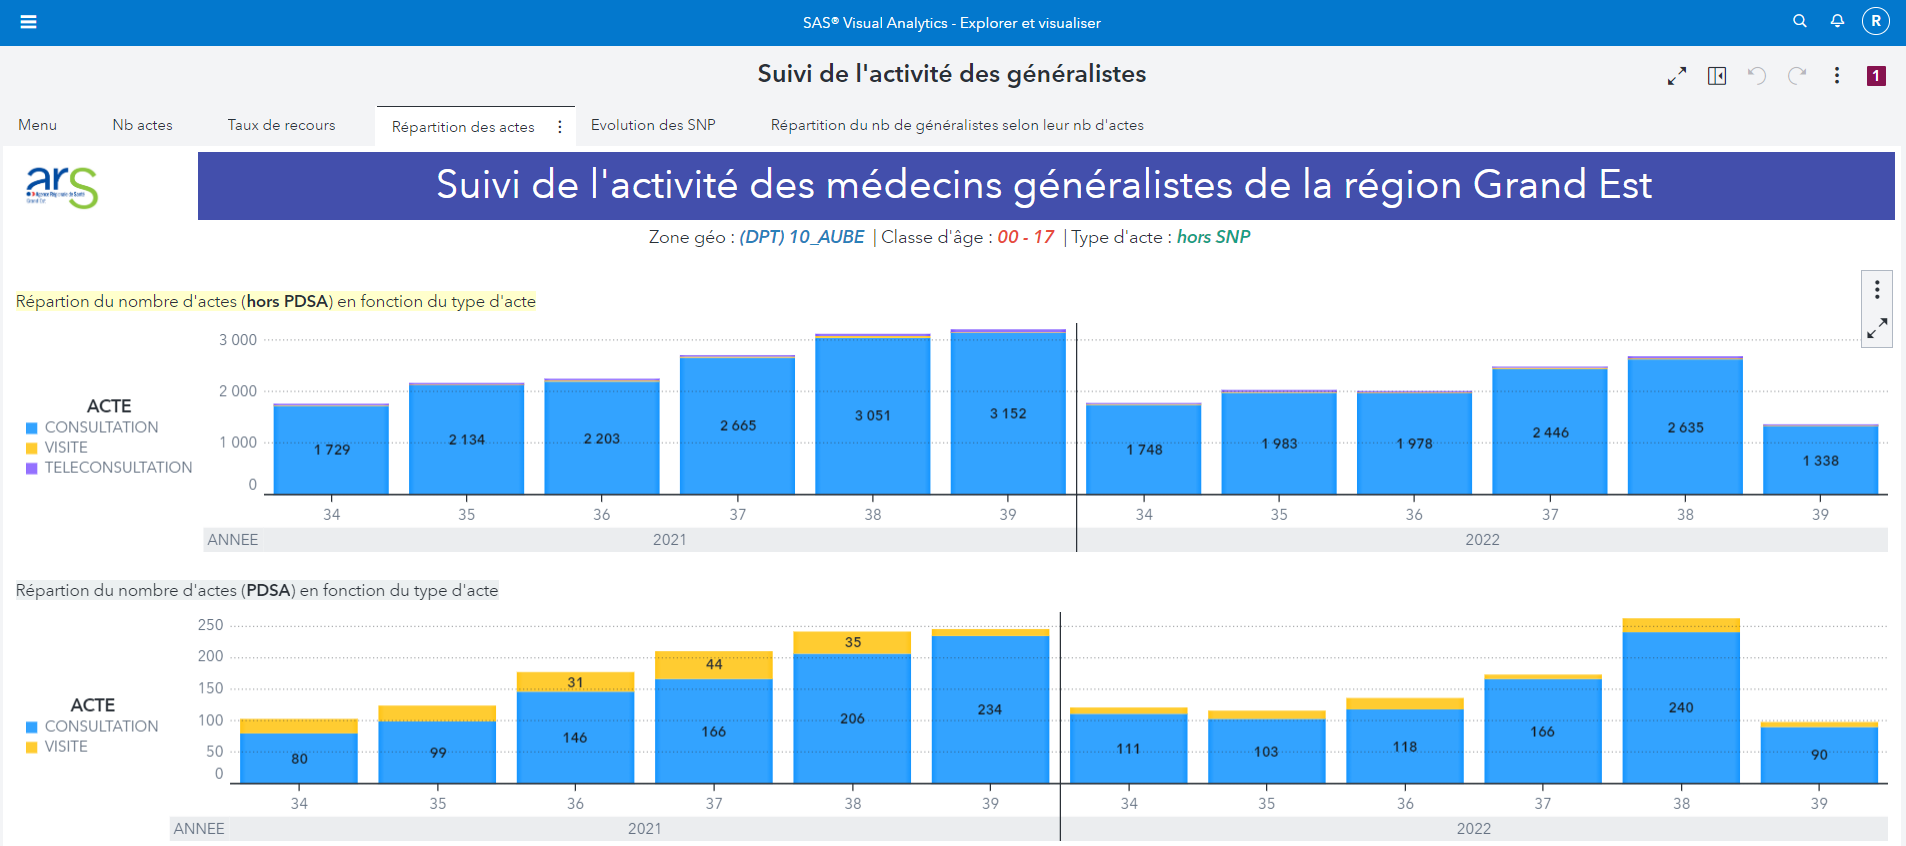 SAS® Visual Analytics - Explorer et visualiser
R
Suivi de l'activité des généralistes
1
Menu
Nb actes
Taux de recours
Répartition des actes
Evolution des SNP
Répartition du nb de généralistes selon leur nb d'actes
ars
Agence Régionale de Santé
Grand Est
Suivi de l'activité des médecins généralistes de la région Grand Est
Zone géo : (DPT) 10_AUBE | Classe d'âge : 00 - 17 | Type d'acte : hors SNP
Répartion du nombre d'actes (hors PDSA) en fonction du type d'acte
ACTE
CONSULTATION
VISITE
TELECONSULTATION
3 000
2 000
1 000
0
1 729
2 134
2 203
2 665
3 051
3 152
1 748
1 983
1 978
2 446
2 635
1 338
34 35 36 37 38 39 34 35 36 37 38 39
ANNEE 2021 2022
Répartion du nombre d'actes (PDSA) en fonction du type d'acte
ACTE
CONSULTATION
VISITE
250
200
150
100
50
0
31
44
35
80
99
146
166
206
234
111
103
118
166
240
90
34 35 36 37 38 39 34 35 36 37 38 39
ANNEE 2021 2022